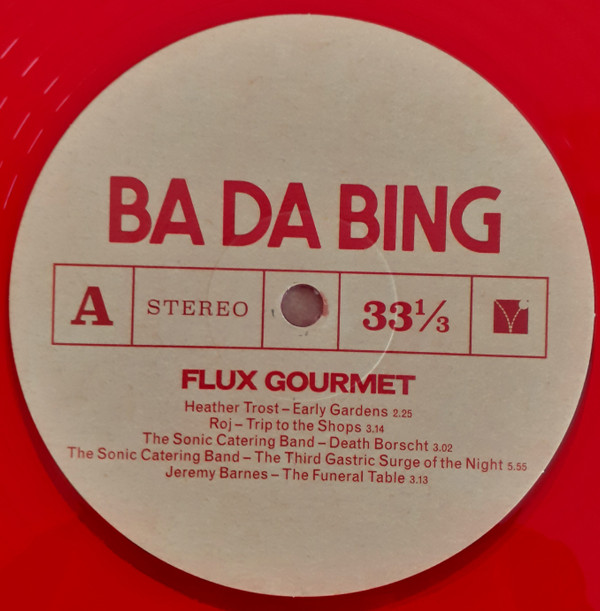 BA DA BING
A STEREO 33⅓
FLUX GOURMET
Heather Trost – Early Gardens 2.25
Roj – Trip to the Shops 3.14
The Sonic Catering Band – Death Borscht 3.02
The Sonic Catering Band – The Third Gastric Surge of the Night 5.55
Jeremy Barnes – The Funeral Table 3.13